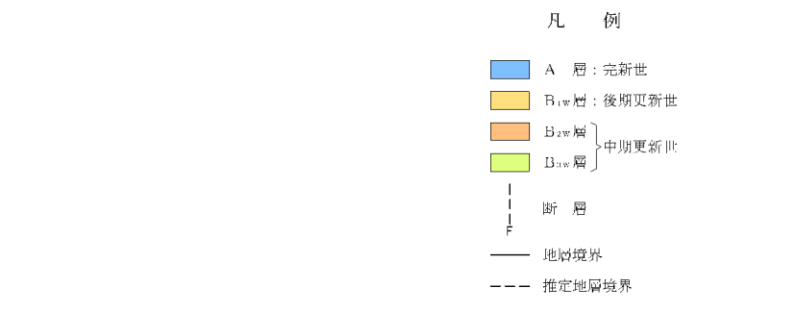 凡 例
A 層：完新世
B₁w層：後期更新世
B₂w層
中期更新世
B₃w層
断 層
F
地層境界
推定地層境界